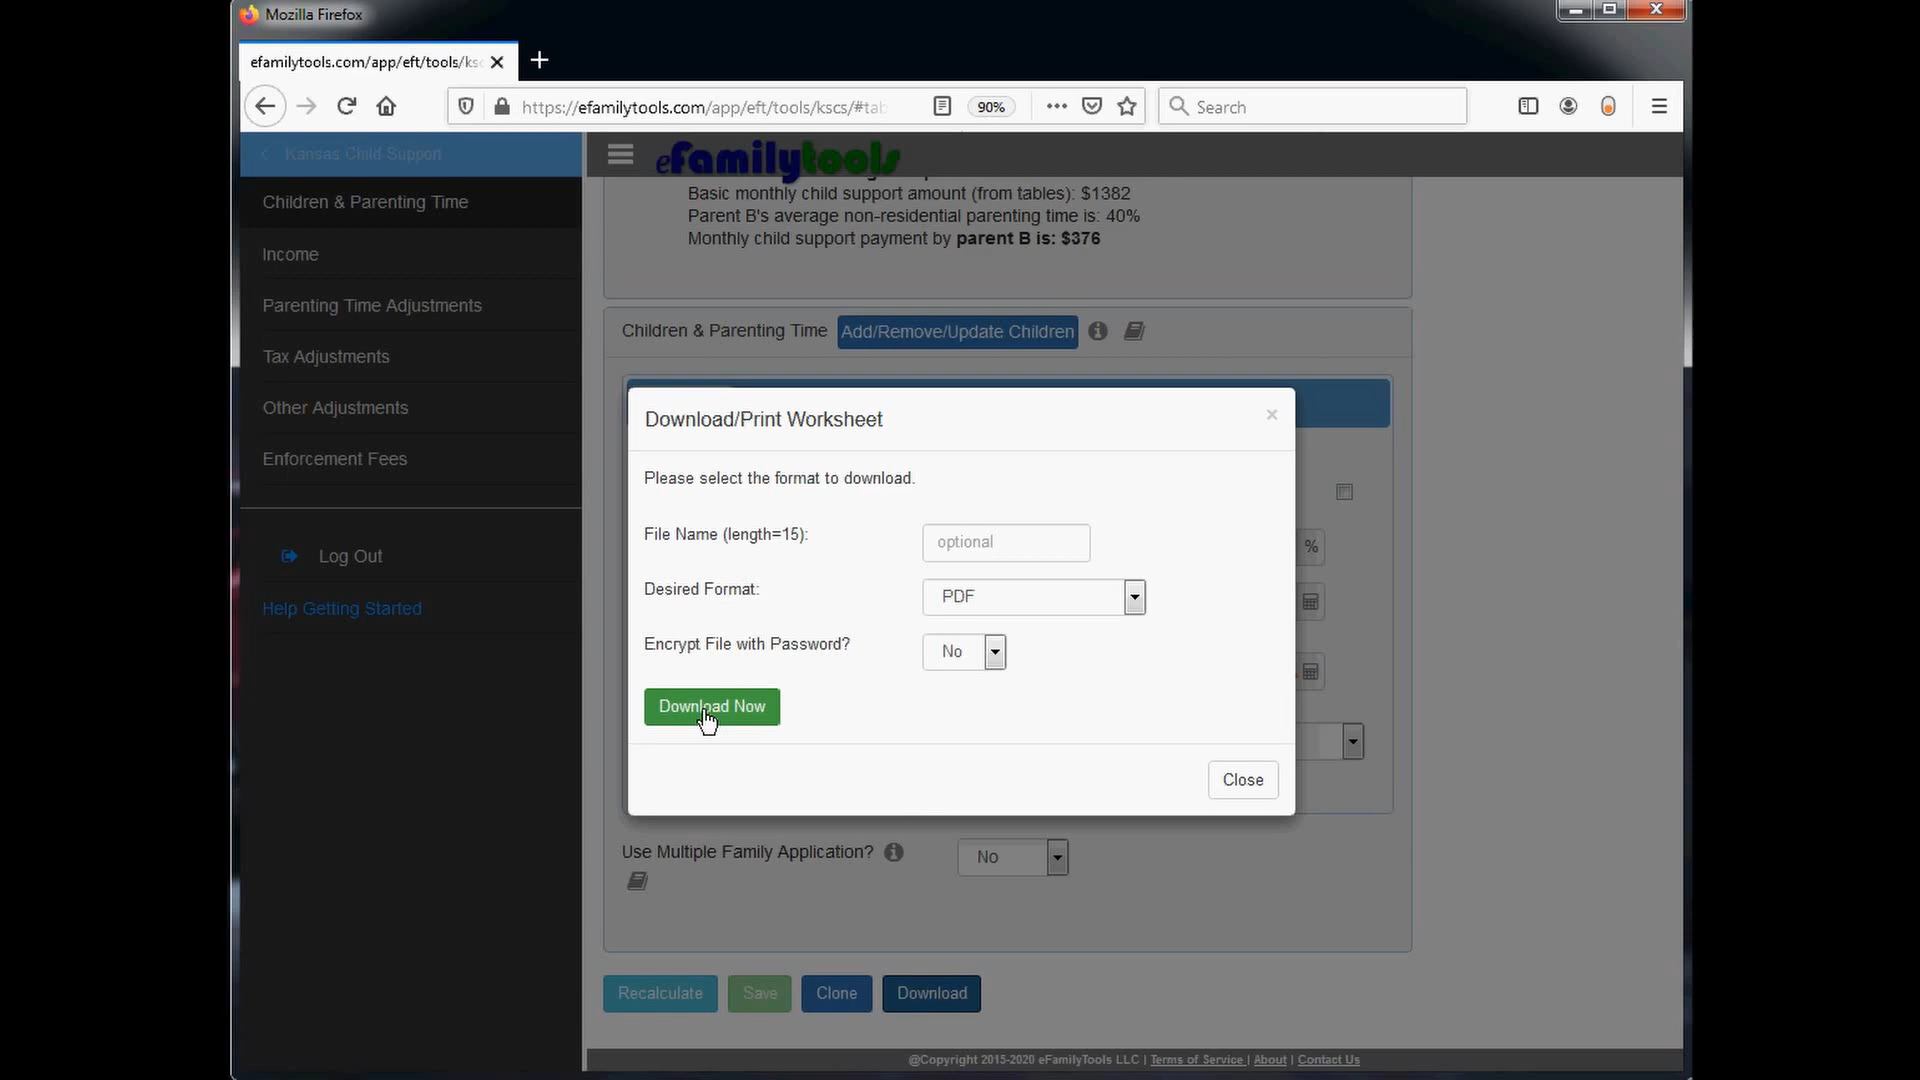 Mozilla Firefox
efamilytools.com/app/eft/tools/ksc
https://efamilytools.com/app/eft/tools/kscs/#tab
90%
Search
Kansas Child Support
eFamilytools
Children & Parenting Time
Income
Parenting Time Adjustments
Tax Adjustments
Other Adjustments
Enforcement Fees
Log Out
Help Getting Started
Basic monthly child support amount (from tables): $1382
Parent B's average non-residential parenting time is: 40%
Monthly child support payment by parent B is: $376
Children & Parenting Time Add/Remove/Update Children
Download/Print Worksheet
×
Please select the format to download.
File Name (length=15): optional
Desired Format: PDF
Encrypt File with Password? No
Download Now
Close
%
Use Multiple Family Application? No
Recalculate Save Clone Download
@Copyright 2015-2020 eFamilyTools LLC | Terms of Service | About | Contact Us